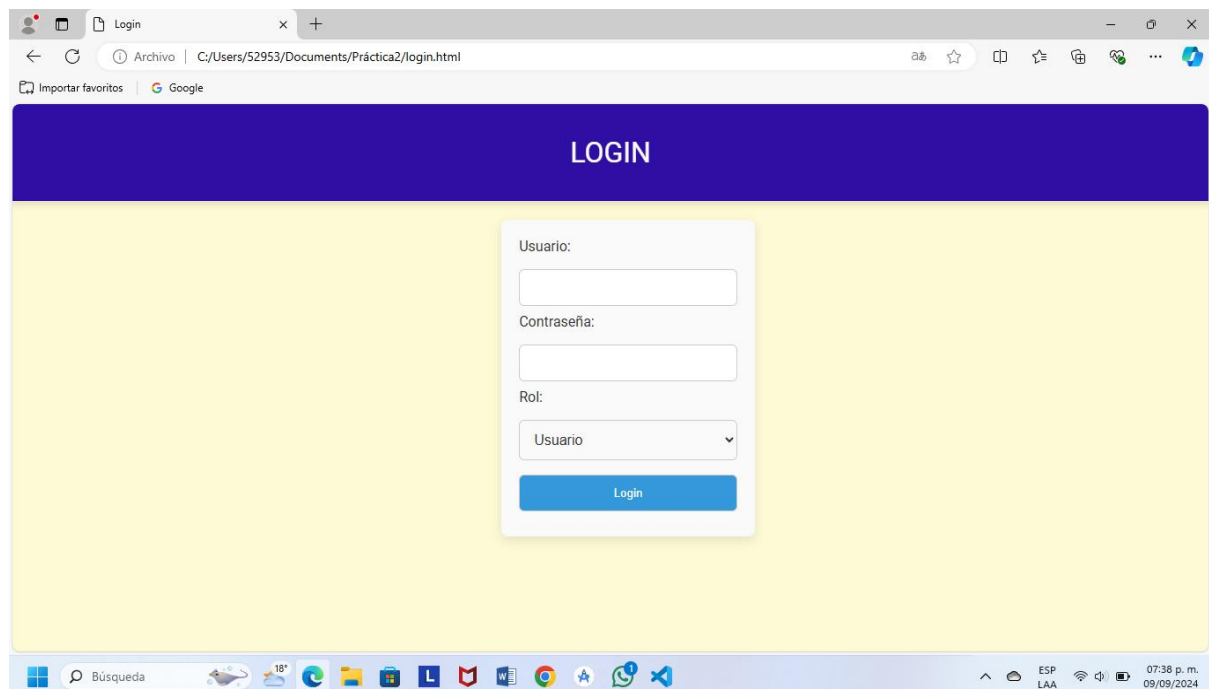 Login
Archivo C:/Users/52953/Documents/Práctica2/login.html
Importar favoritos Google
LOGIN
Usuario:
Contraseña:
Rol:
Usuario
Login
Búsqueda 18° L W A 1 ESP 07:38 p. m.
LAA 09/09/2024